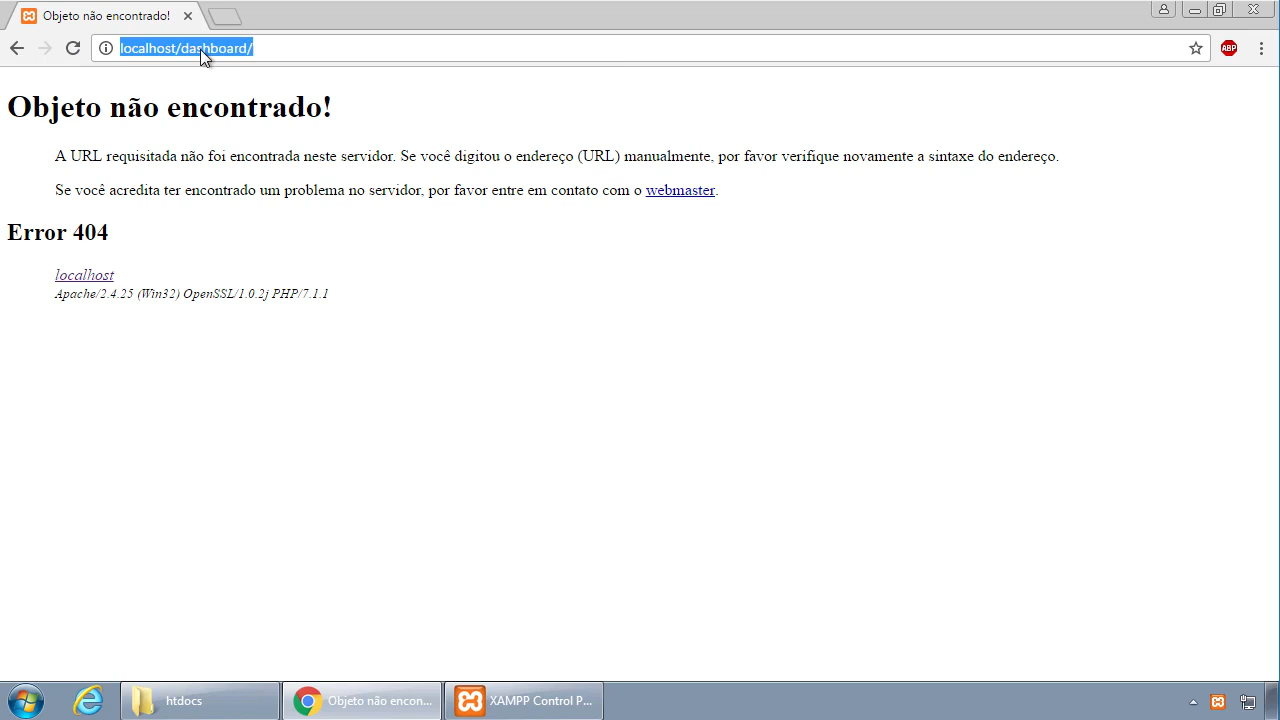 Objeto não encontrado!
localhost/dashboard/
ABP
Objeto não encontrado!
A URL requisitada não foi encontrada neste servidor. Se você digitou o endereço (URL) manualmente, por favor verifique novamente a sintaxe do endereço.
Se você acredita ter encontrado um problema no servidor, por favor entre em contato com o webmaster.
Error 404
localhost
Apache/2.4.25 (Win32) OpenSSL/1.0.2j PHP/7.1.1
htdocs
Objeto não encon...
XAMPP Control P...